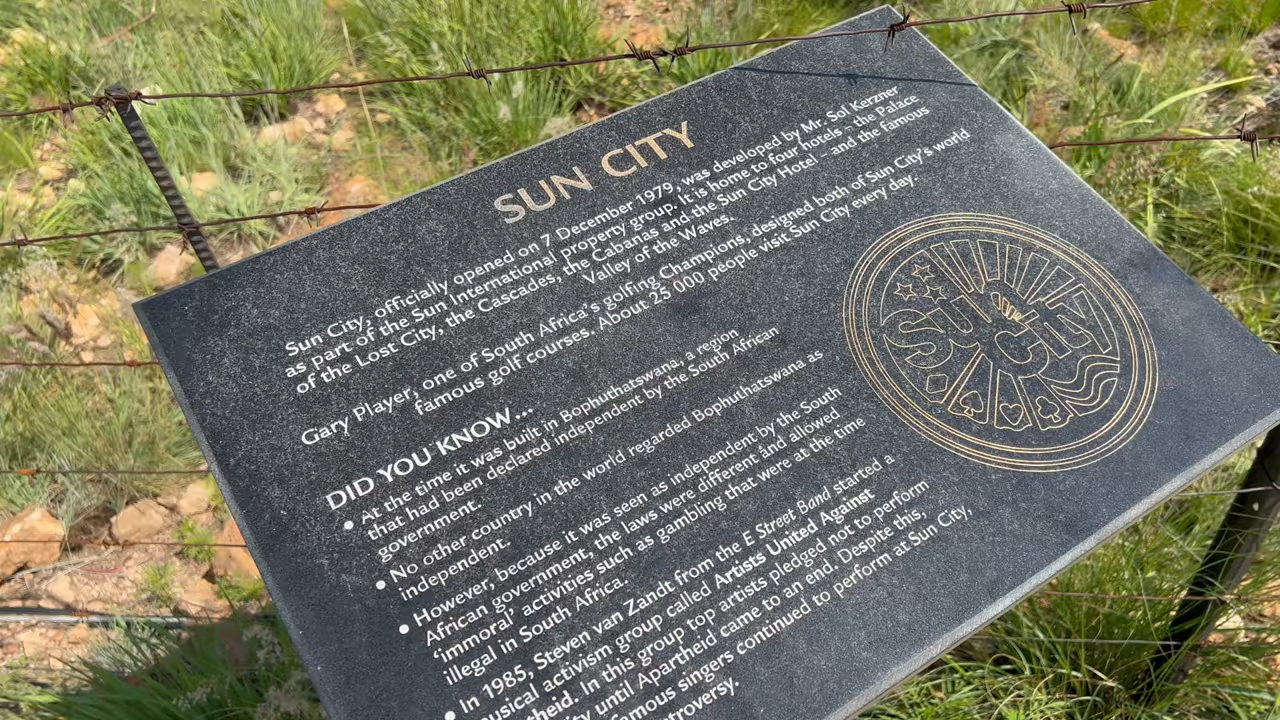 SUN CITY
Sun City, officially opened on 7 December 1979, was developed by Mr. Sol Kerzner
as part of the Sun International property group. It is home to four hotels – the Palace
of the Lost City, the Cascades, the Cabanas and the Sun City Hotel – and the famous
Valley of the Waves.
Gary Player, one of South Africa's golfing Champions, designed both of Sun City's world
famous golf courses. About 25 000 people visit Sun City every day.
SUN CITY
DID YOU KNOW...
• At the time it was built in Bophuthatswana, a region
that had been declared independent by the South African
government.
• No other country in the world regarded Bophuthatswana as
independent.
• However, because it was seen as independent by the South
African government, the laws were different and allowed
'immoral' activities such as gambling that were at the time
illegal in South Africa.
• In 1985, Steven van Zandt from the E Street Band started a
musical activism group called Artists United Against
theid. In this group top artists pledged not to perform
ity until Apartheid came to an end. Despite this,
famous singers continued to perform at Sun City,
troversy.